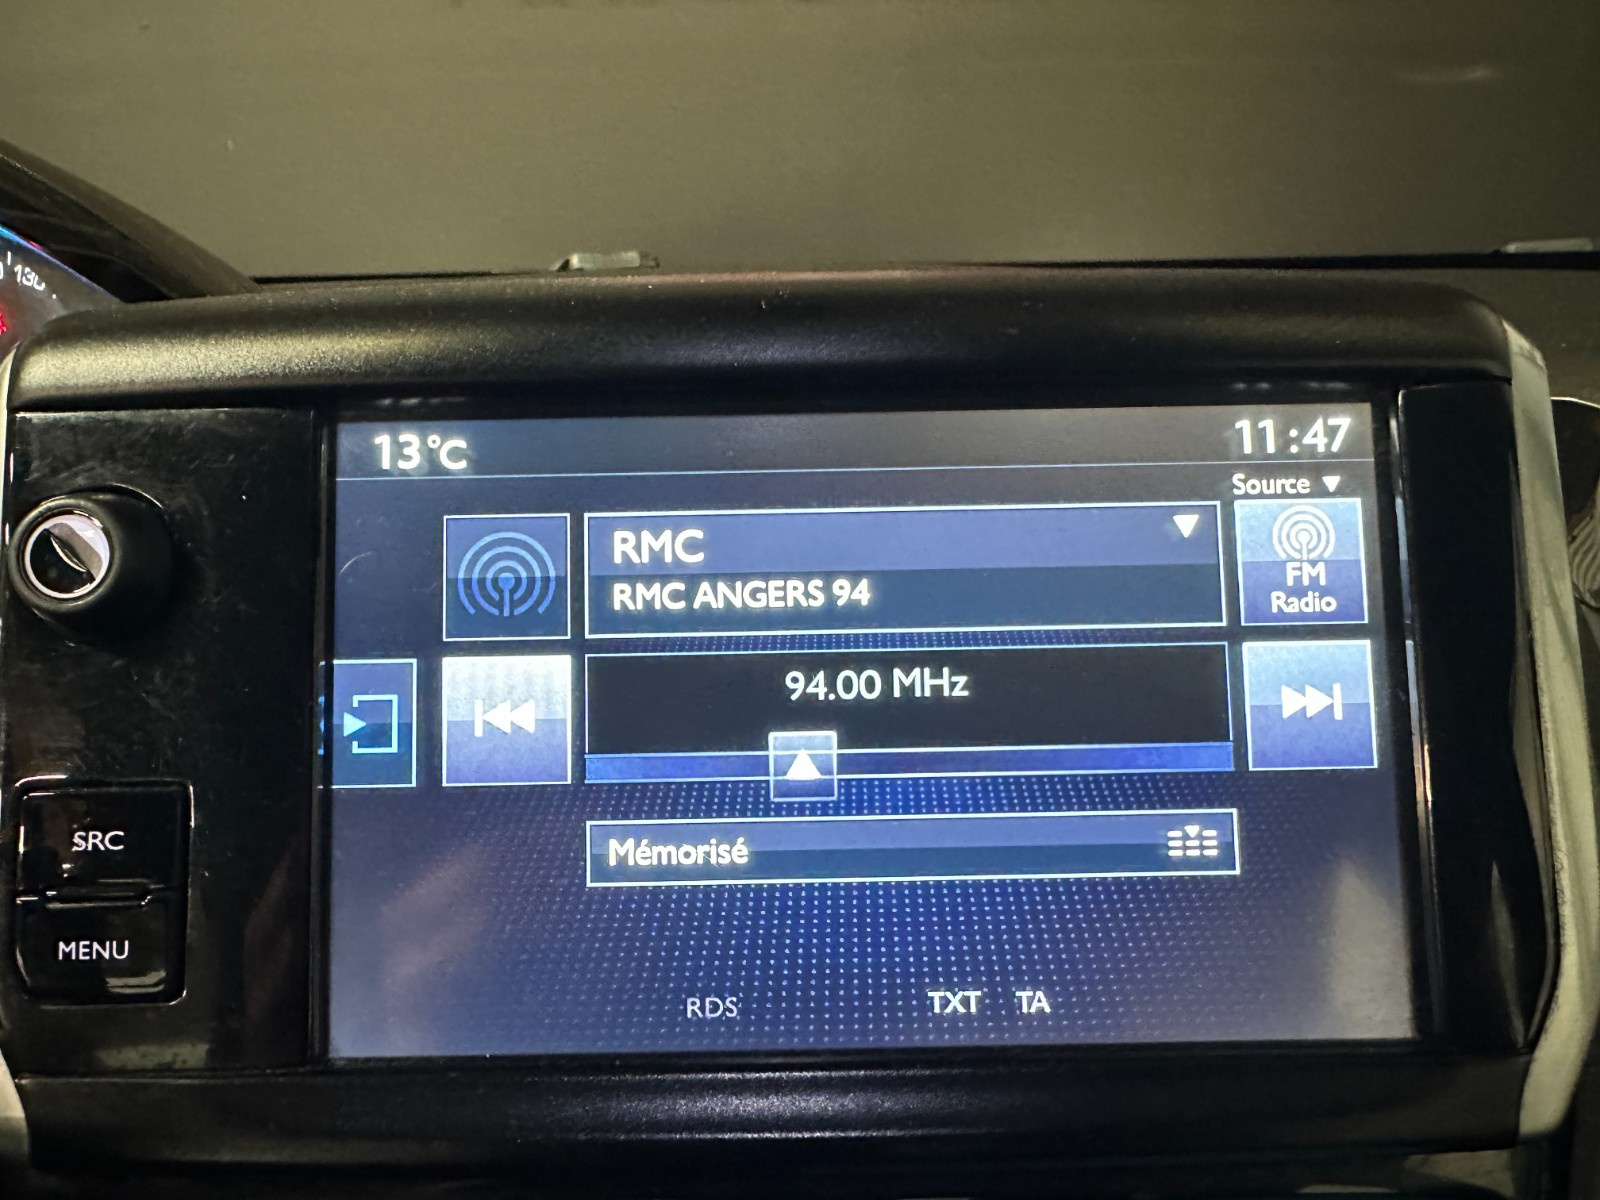 130
13°C
11:47
Source
RMC
RMC ANGERS 94
FM
Radio
94.00 MHz
SRC
Mémorisé
MENU
RDS
TXT
TA